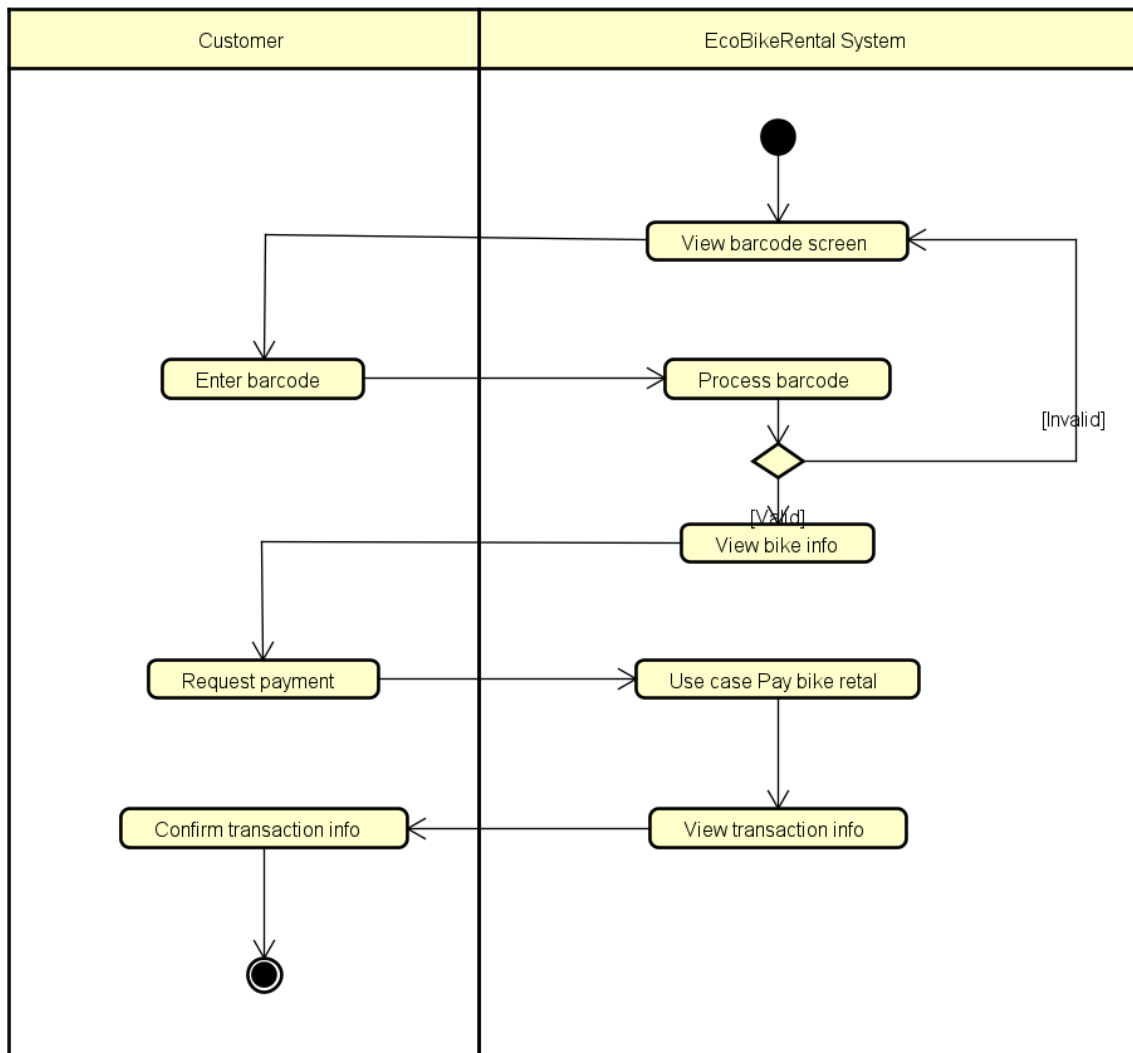 Customer
EcoBikeRental System
View barcode screen
Enter barcode
Process barcode
[Invalid]
[Valid]
View bike info
Request payment
Use case Pay bike retal
Confirm transaction info
View transaction info